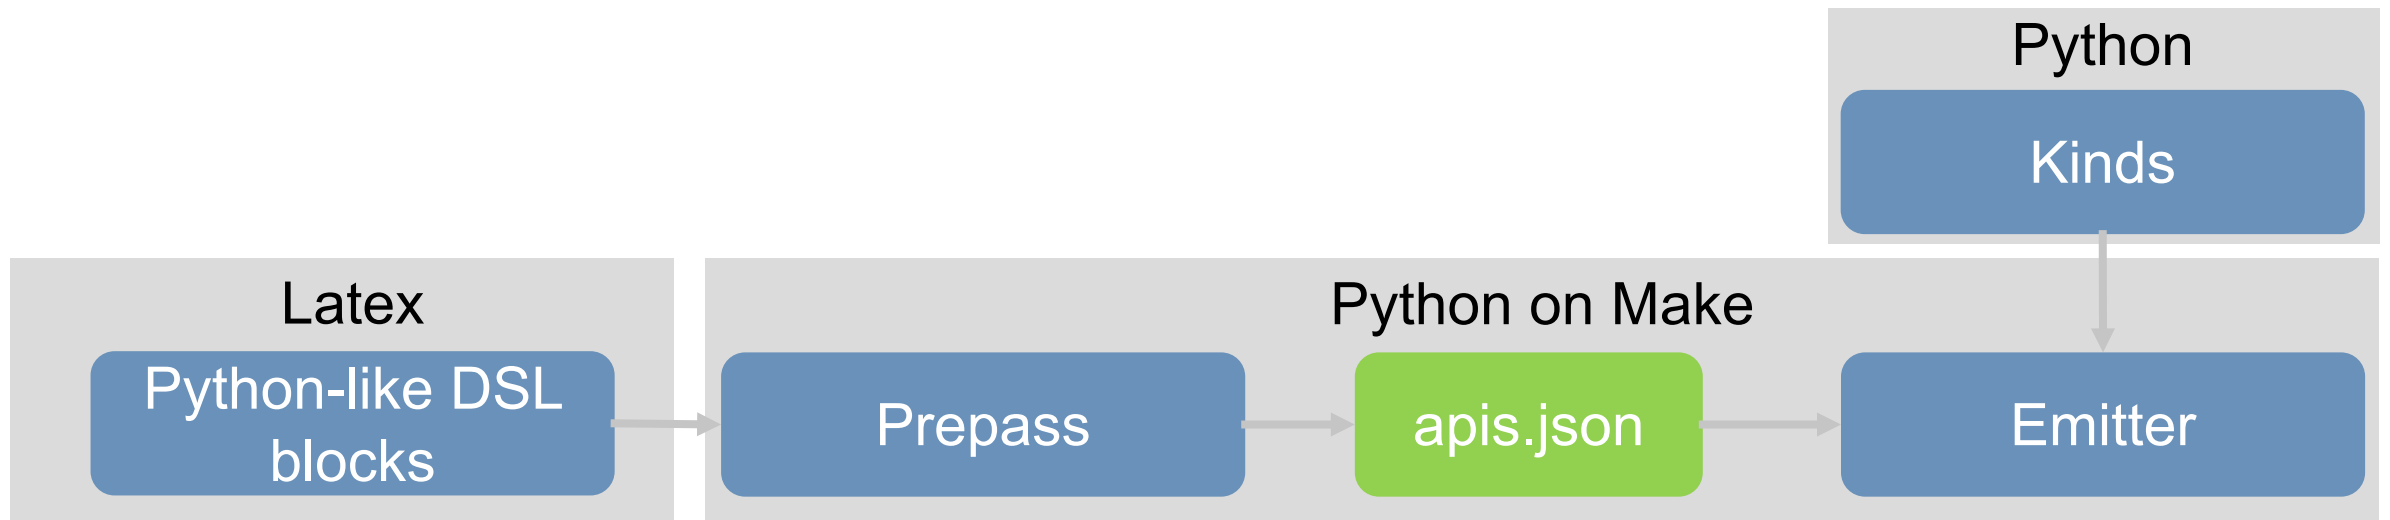 Python
Kinds
Latex
Python-like DSL
blocks
Python on Make
Prepass
apis.json
Emitter